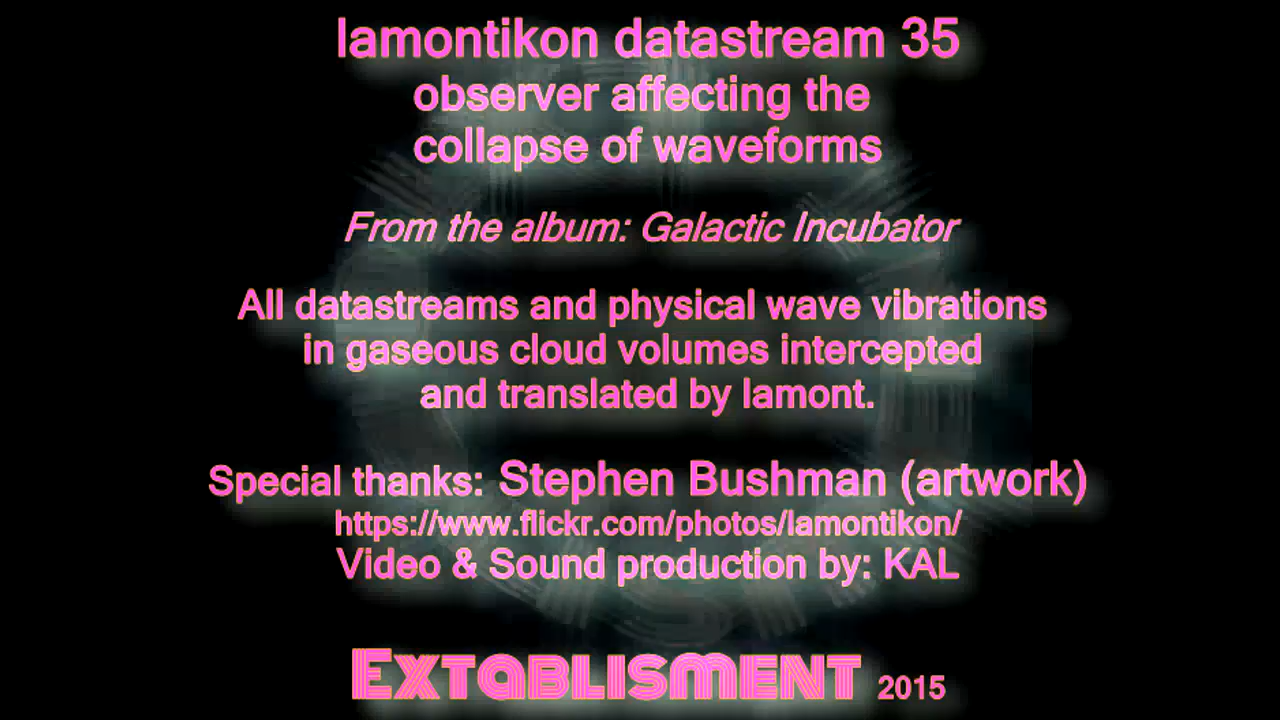 lamontikon datastream 35
observer affecting the
collapse of waveforms
From the album: Galactic Incubator
All datastreams and physical wave vibrations
in gaseous cloud volumes intercepted
and translated by lamont.
Special thanks: Stephen Bushman (artwork)
https://www.flickr.com/photos/lamontikon/
Video & Sound production by: KAL
EXTABLISMENT 2015